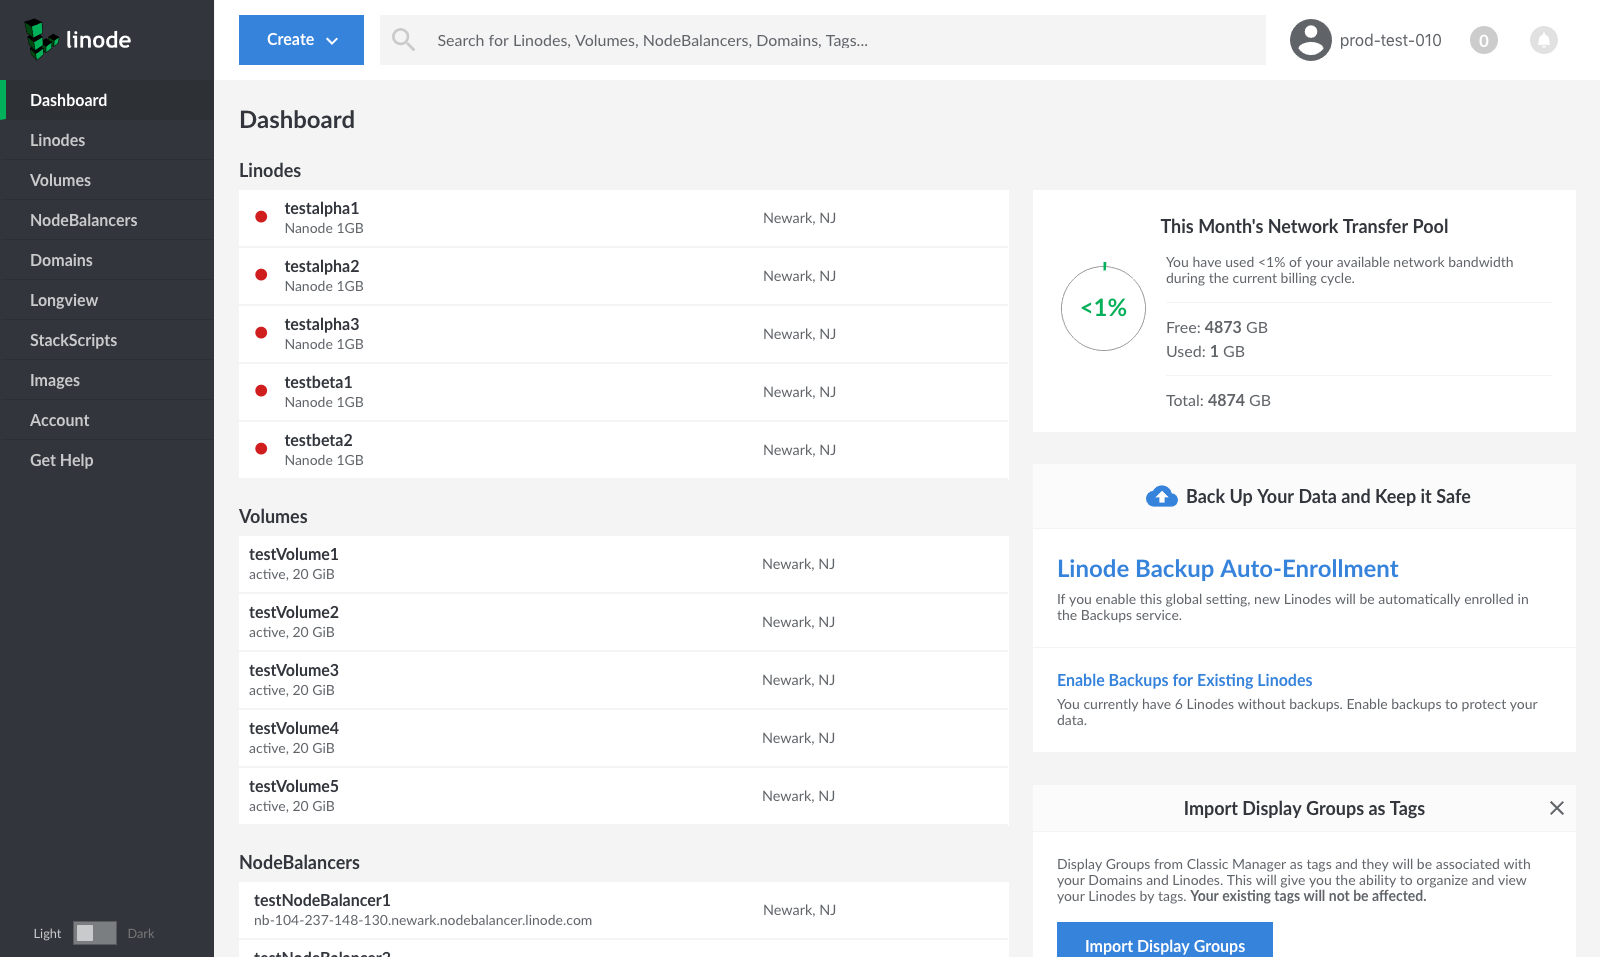 linode
Create
Search for Linodes, Volumes, NodeBalancers, Domains, Tags...
prod-test-010
0
Dashboard
Linodes
Volumes
NodeBalancers
Domains
Longview
StackScripts
Images
Account
Get Help
Light
Dark
Dashboard
Linodes
testalpha1
Nanode 1GB
Newark, NJ
testalpha2
Nanode 1GB
Newark, NJ
testalpha3
Nanode 1GB
Newark, NJ
testbeta1
Nanode 1GB
Newark, NJ
testbeta2
Nanode 1GB
Newark, NJ
Volumes
testVolume1
active, 20 GiB
Newark, NJ
testVolume2
active, 20 GiB
Newark, NJ
testVolume3
active, 20 GiB
Newark, NJ
testVolume4
active, 20 GiB
Newark, NJ
testVolume5
active, 20 GiB
Newark, NJ
NodeBalancers
testNodeBalancer1
nb-104-237-148-130.newark.nodebalancer.linode.com
Newark, NJ
testNodeBalancer2
This Month's Network Transfer Pool
<1%
You have used <1% of your available network bandwidth
during the current billing cycle.
Free: 4873 GB
Used: 1 GB
Total: 4874 GB
Back Up Your Data and Keep it Safe
Linode Backup Auto-Enrollment
If you enable this global setting, new Linodes will be automatically enrolled in
the Backups service.
Enable Backups for Existing Linodes
You currently have 6 Linodes without backups. Enable backups to protect your
data.
Import Display Groups as Tags
Display Groups from Classic Manager as tags and they will be associated with
your Domains and Linodes. This will give you the ability to organize and view
your Linodes by tags. Your existing tags will not be affected.
Import Display Groups